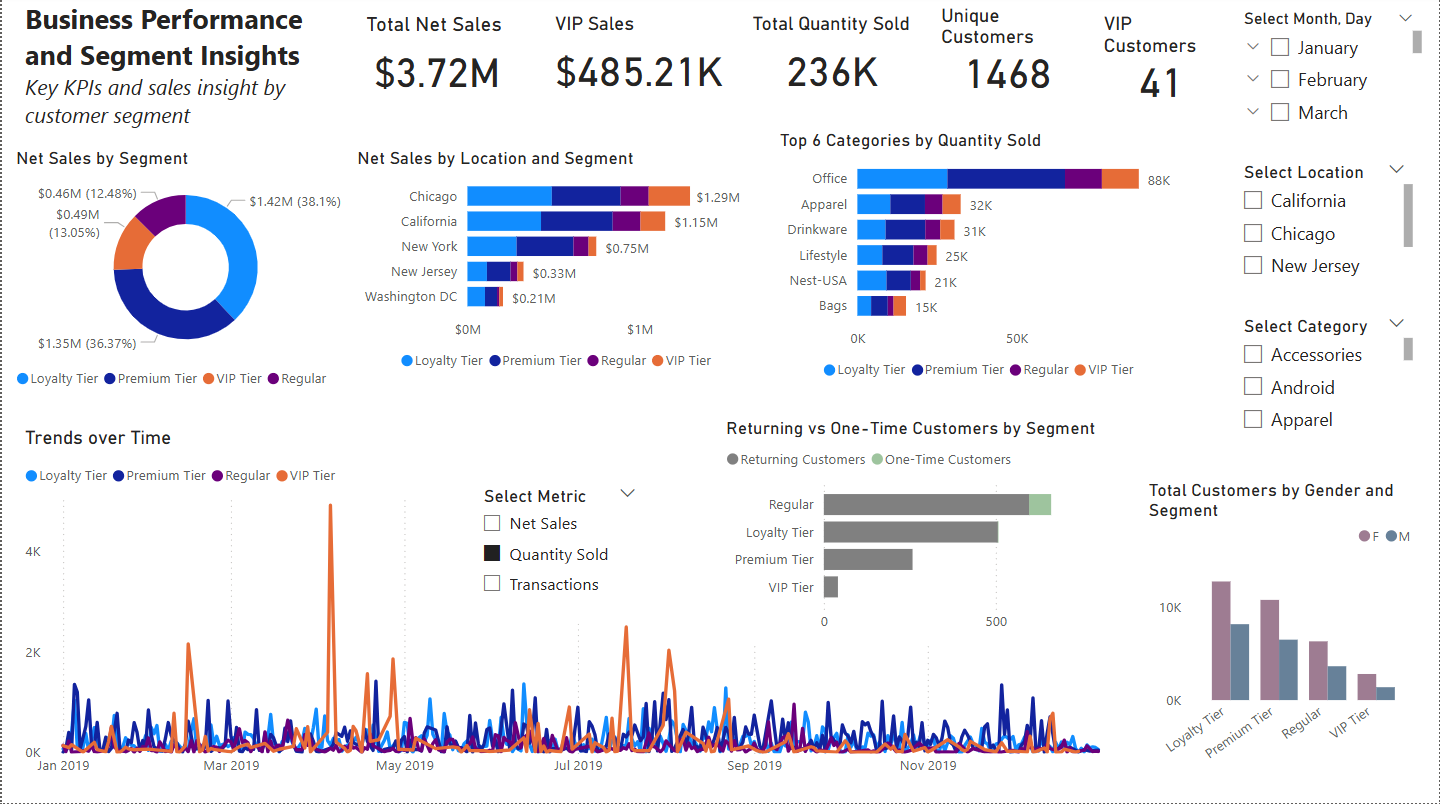 Business Performance
and Segment Insights
Key KPIs and sales insight by
customer segment
Total Net Sales
$3.72M
VIP Sales
$485.21K
Total Quantity Sold
236K
Unique
Customers
1468
VIP
Customers
41
Select Month, Day
January
February
March
Net Sales by Segment
$0.46M (12.48%)
$0.49M
(13.05%)
$1.42M (38.1%)
$1.35M (36.37%)
Loyalty Tier Premium Tier VIP Tier Regular
Net Sales by Location and Segment
Chicago $1.29M
California $1.15M
New York $0.75M
New Jersey $0.33M
Washington DC $0.21M
$0M $1M
Loyalty Tier Premium Tier Regular VIP Tier
Top 6 Categories by Quantity Sold
Office 88K
Apparel 32K
Drinkware 31K
Lifestyle 25K
Nest-USA 21K
Bags 15K
0K 50K
Loyalty Tier Premium Tier Regular VIP Tier
Select Location
California
Chicago
New Jersey
Select Category
Accessories
Android
Apparel
Trends over Time
Loyalty Tier Premium Tier Regular VIP Tier
4K
2K
0K
Jan 2019 Mar 2019 May 2019 Jul 2019 Sep 2019 Nov 2019
Select Metric
Net Sales
Quantity Sold
Transactions
Returning vs One-Time Customers by Segment
Returning Customers One-Time Customers
Regular
Loyalty Tier
Premium Tier
VIP Tier
0 500
Total Customers by Gender and
Segment
F M
10K
0K
Loyalty Tier Premium Tier Regular VIP Tier